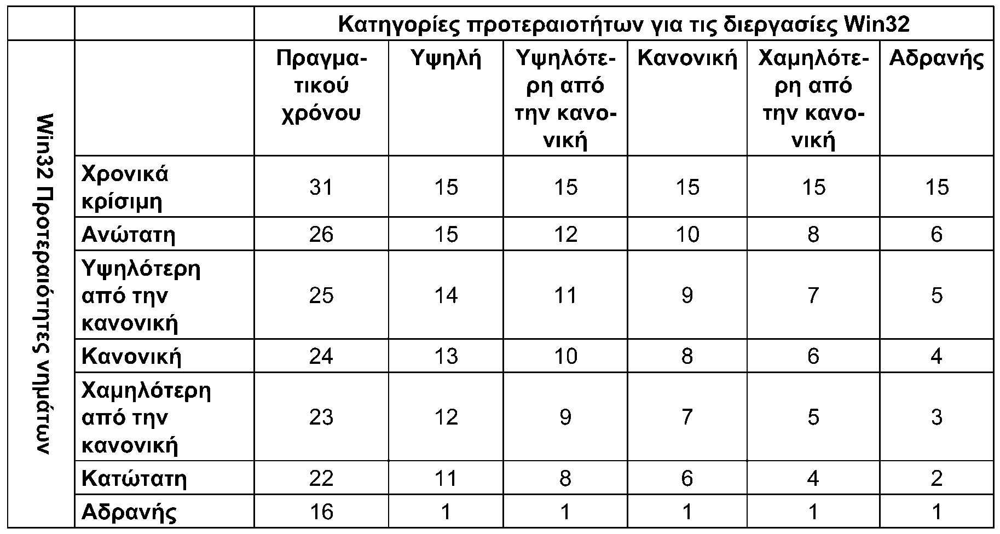 Κατηγορίες προτεραιοτήτων για τις διεργασίες Win32
Win32 Προτεραιότητες νημάτων
Πραγμα- Υψηλή Υψηλότε- Κανονική Χαμηλότε- Αδρανής
τικού ρη από ρη από
χρόνου την κανο- την κανο-
νική νική
Χρονικά
κρίσιμη 31 15 15 15 15 15
Ανώτατη 26 15 12 10 8 6
Υψηλότερη
από την 25 14 11 9 7 5
κανονική
Κανονική 24 13 10 8 6 4
Χαμηλότερη
από την 23 12 9 7 5 3
κανονική
Κατώτατη 22 11 8 6 4 2
Αδρανής 16 1 1 1 1 1